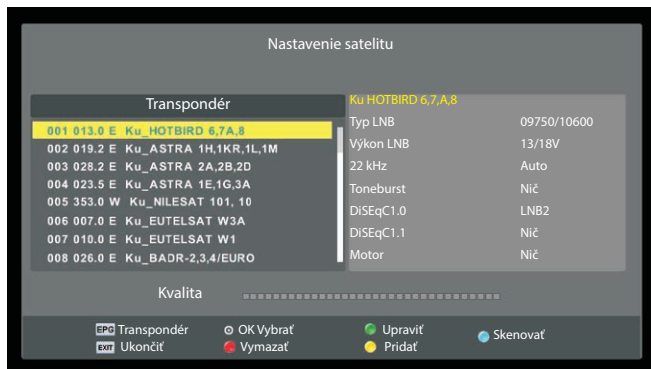 Nastavenie satelitu
Transpondér
001 013.0 E Ku_HOTBIRD 6,7A,8
002 019.2 E Ku_ASTRA 1H,1KR,1L,1M
003 028.2 E Ku_ASTRA 2A,2B,2D
004 023.5 E Ku_ASTRA 1E,1G,3A
005 353.0 W Ku_NILESAT 101, 10
006 007.0 E Ku_EUTELSAT W3A
007 010.0 E Ku_EUTELSAT W1
008 026.0 E Ku_BADR-2,3,4/EURO
Ku HOTBIRD 6,7,A,8
Typ LNB 09750/10600
Výkon LNB 13/18V
22 kHz Auto
Toneburst Nič
DiSEqC1.0 LNB2
DiSEqC1.1 Nič
Motor Nič
Kvalita
EPG Transpondér OK Vybrať Upraviť Skenovať
EXIT Ukončiť Vymazať Pridať